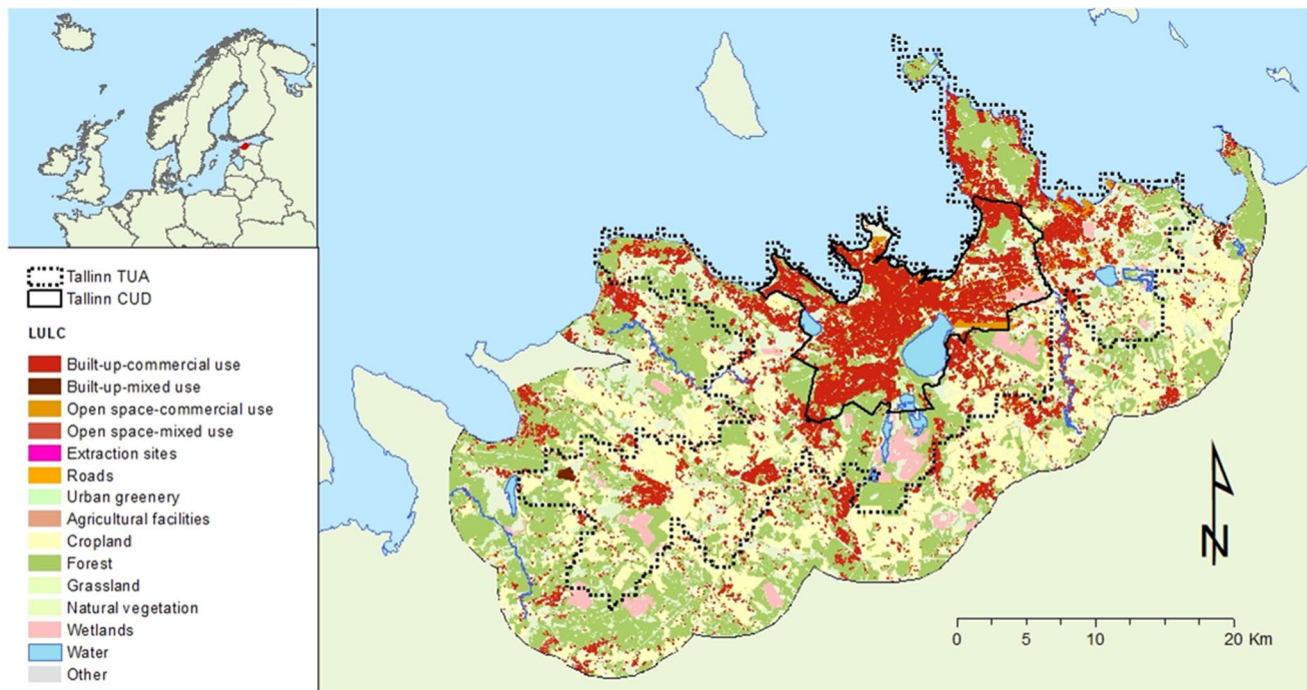 Tallinn TUA
Tallinn CUD
LULC
Built-up-commercial use
Built-up-mixed use
Open space-commercial use
Open space-mixed use
Extraction sites
Roads
Urban greenery
Agricultural facilities
Cropland
Forest
Grassland
Natural vegetation
Wetlands
Water
Other
N
0 5 10 20 Km